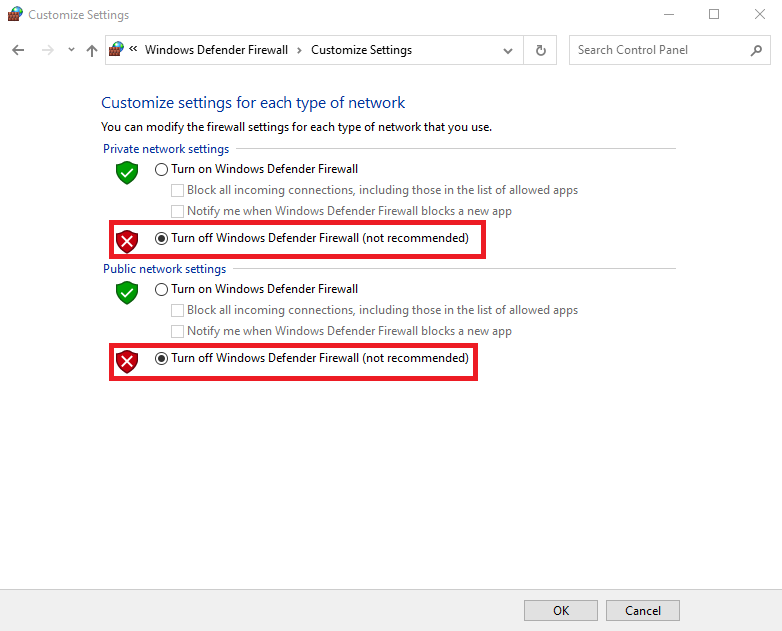 Customize Settings
« Windows Defender Firewall › Customize Settings
Search Control Panel
Customize settings for each type of network
You can modify the firewall settings for each type of network that you use.
Private network settings
Turn on Windows Defender Firewall
Block all incoming connections, including those in the list of allowed apps
Notify me when Windows Defender Firewall blocks a new app
Turn off Windows Defender Firewall (not recommended)
Public network settings
Turn on Windows Defender Firewall
Block all incoming connections, including those in the list of allowed apps
Notify me when Windows Defender Firewall blocks a new app
Turn off Windows Defender Firewall (not recommended)
OK
Cancel